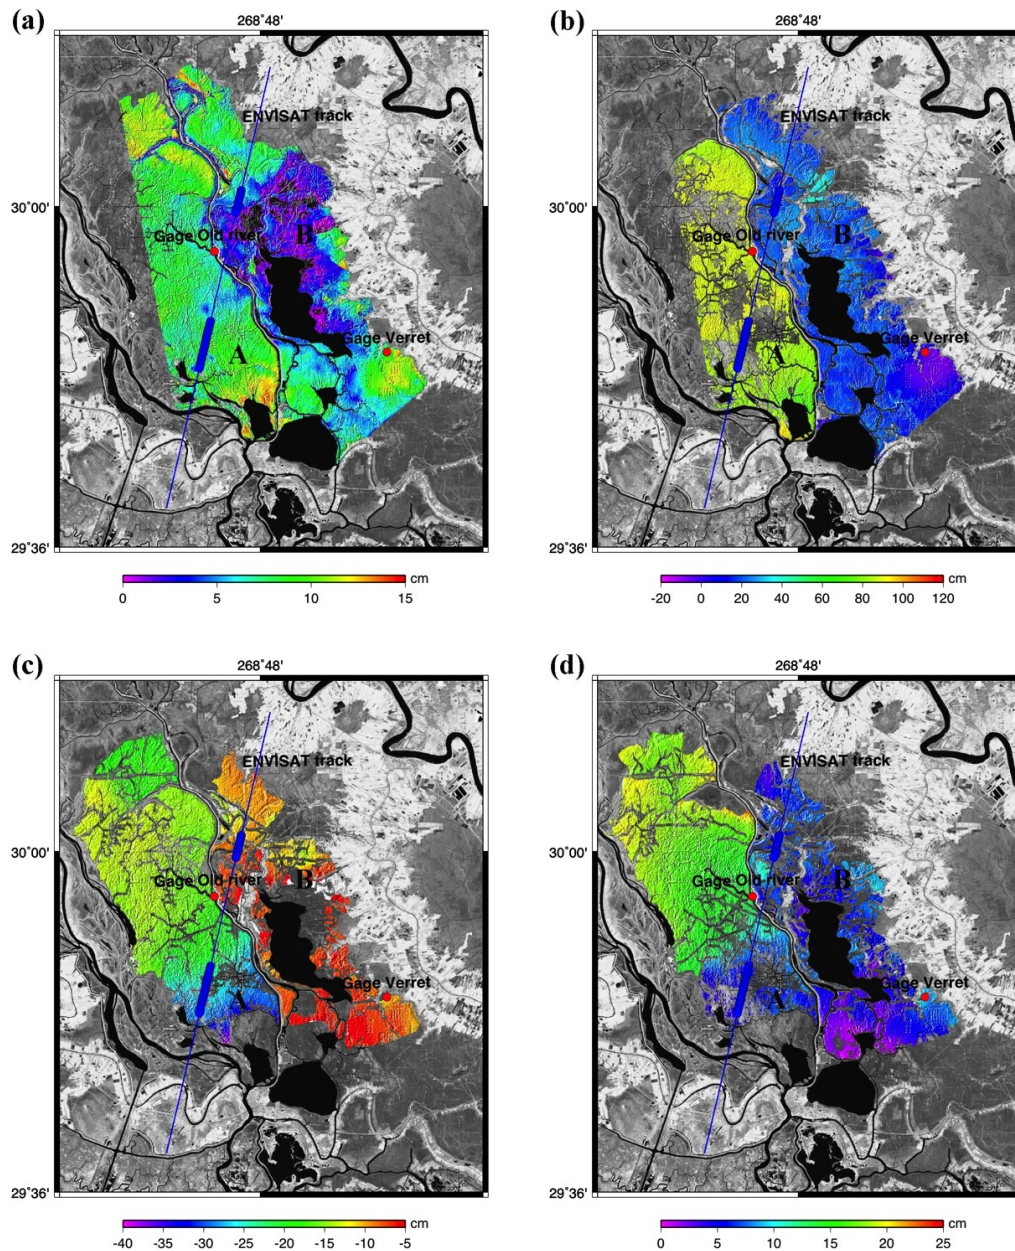 (a)
268°48'
ENVISAT track
30°00'
B
Gage Old river
Gage Verret
A
29°36'
cm
0 5 10 15
(b)
268°48'
ENVISAT track
30°00'
B
Gage Old river
Gage Verret
A
29°36'
cm
-20 0 20 40 60 80 100 120
(c)
268°48'
ENVISAT track
30°00'
B
Gage Old river
Gage Verret
A
29°36'
cm
-40 -35 -30 -25 -20 -15 -10 -5
(d)
268°48'
ENVISAT track
30°00'
B
Gage Old river
Gage Verret
A
29°36'
cm
0 5 10 15 20 25